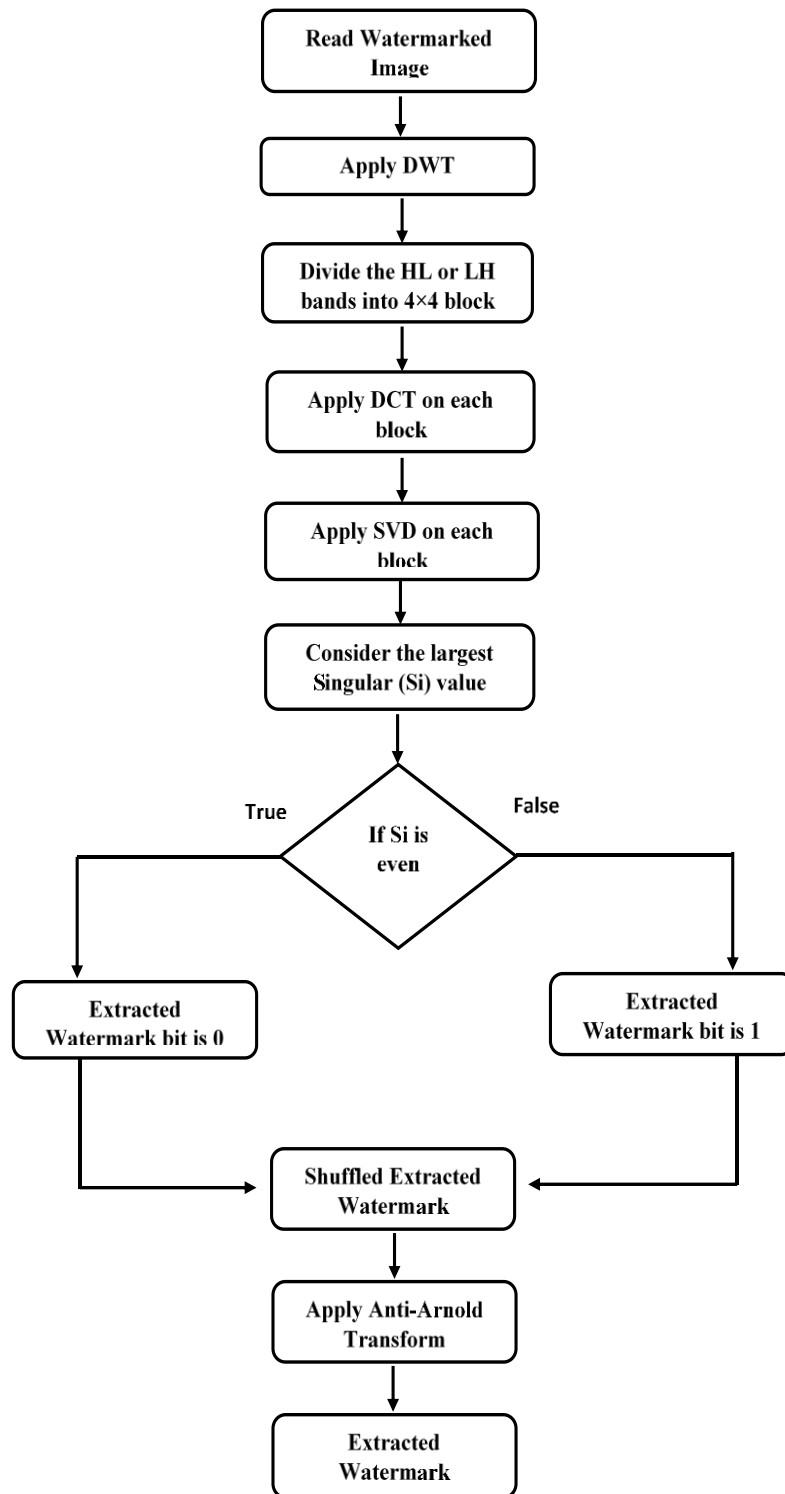 Read Watermarked
Image
Apply DWT
Divide the HL or LH
bands into 4×4 block
Apply DCT on each
block
Apply SVD on each
block
Consider the largest
Singular (Si) value
True
False
If Si is
even
Extracted
Watermark bit is 0
Extracted
Watermark bit is 1
Shuffled Extracted
Watermark
Apply Anti-Arnold
Transform
Extracted
Watermark